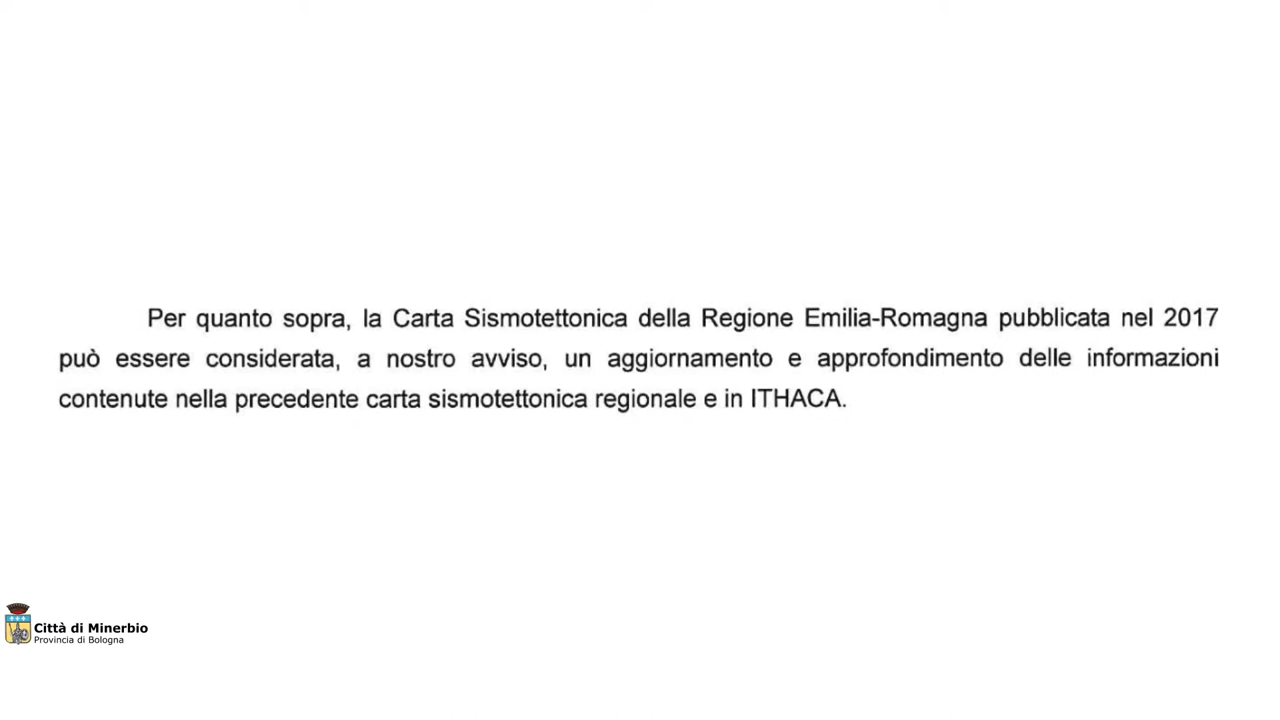 Per quanto sopra, la Carta Sismotettonica della Regione Emilia-Romagna pubblicata nel 2017
può essere considerata, a nostro avviso, un aggiornamento e approfondimento delle informazioni
contenute nella precedente carta sismotettonica regionale e in ITHACA.
Città di Minerbio
Provincia di Bologna